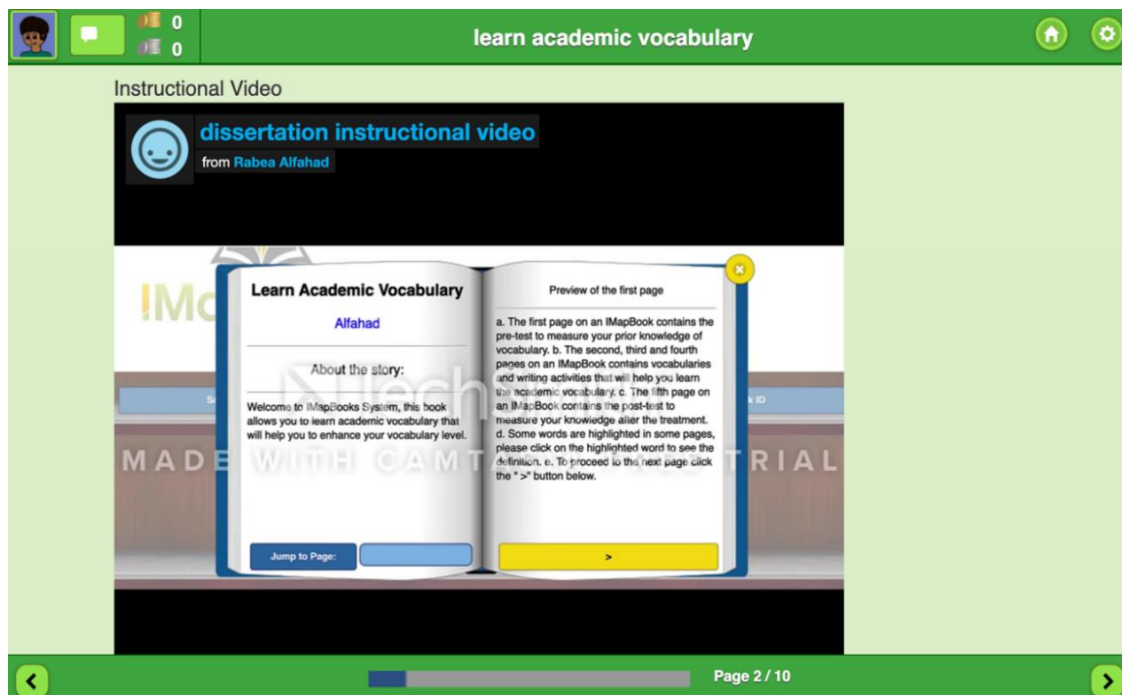 0
0
learn academic vocabulary
Instructional Video
dissertation instructional video
from Rabea Alfahad
IMa
Learn Academic Vocabulary
Alfahad
About the story:
Welcome to IMapBooks System, this book
allows you to learn academic vocabulary that
will help you to enhance your vocabulary level.
Jump to Page:
Preview of the first page
a. The first page on an IMapBook contains the
pre-test to measure your prior knowledge of
vocabulary. b. The second, third and fourth
pages on an IMapBook contains vocabularies
and writing activities that will help you learn
the academic vocabulary. c. The fifth page on
an IMapBook contains the post-test to
measure your knowledge after the treatment.
d. Some words are highlighted in some pages,
please click on the highlighted word to see the
definition. e. To proceed to the next page click
the " >" button below.
>
k ID
MADE WITH CAMTASIA FREE TRIAL
Page 2 / 10